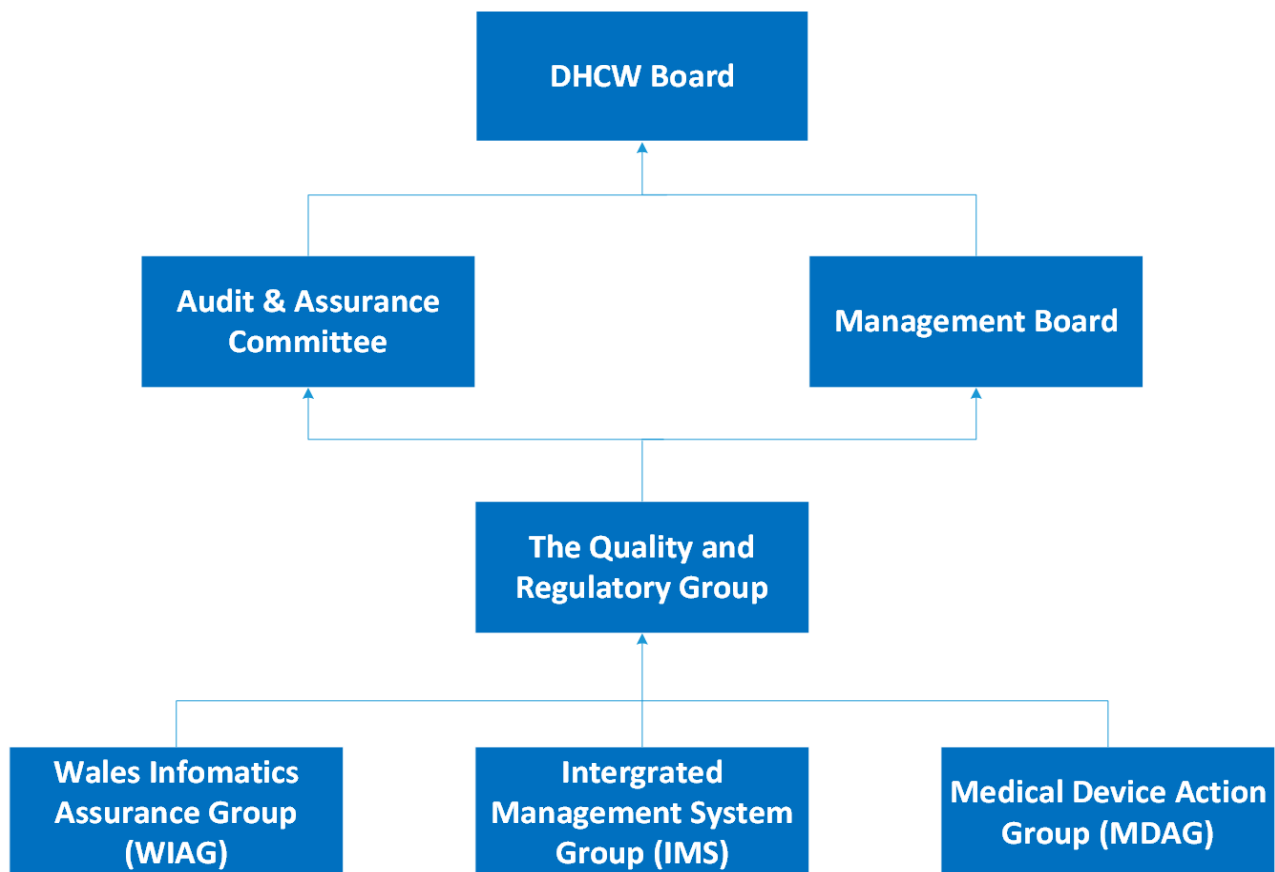 DHCW Board
Audit & Assurance
Committee
Management Board
The Quality and
Regulatory Group
Wales Infomatics
Assurance Group
(WIAG)
Intergrated
Management System
Group (IMS)
Medical Device Action
Group (MDAG)